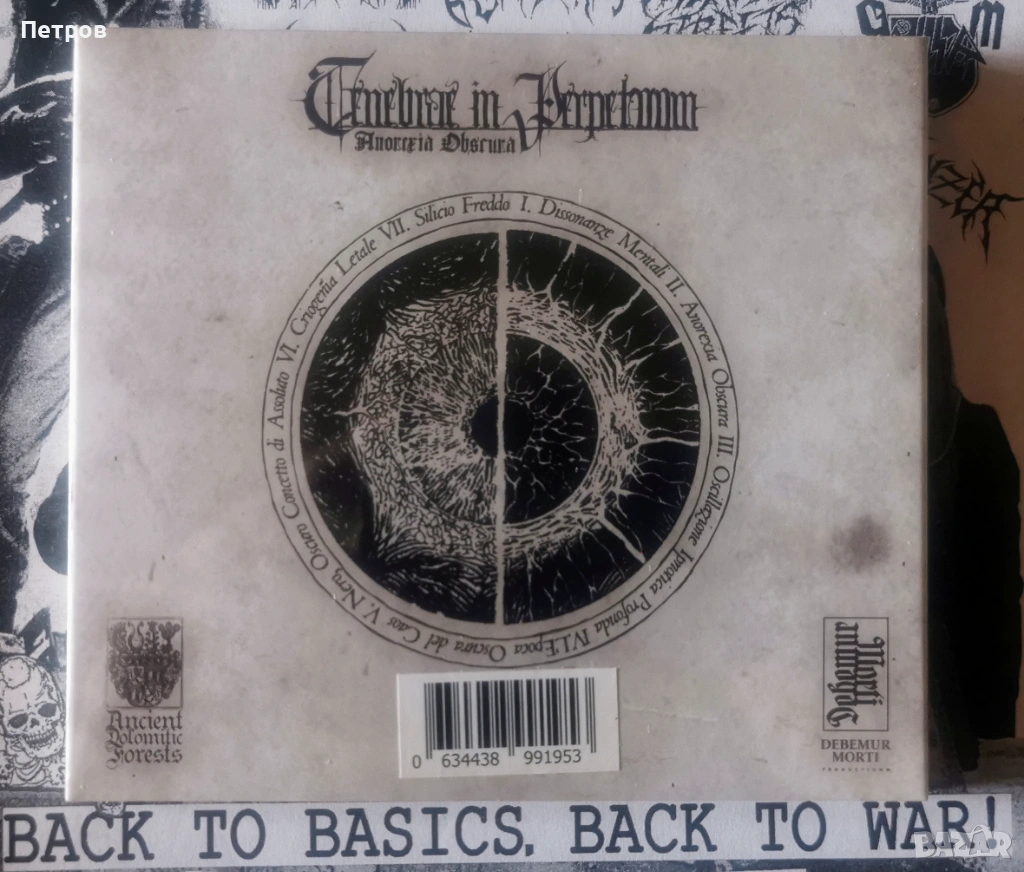 Петров
Tenebrae in Perpetuum
Anorexia Obscura
I. Dissonanze Mentali II. Anorexia Obscura III. Oscillazione Ipnotica Profonda IV. L'Epoca Oscura del Caos V. Nero, Oscuro Concetto di Assoluto VI. Criogenia Letale VII. Silicio Freddo
Ancient
Dolomitic
Forests
Debemur
Morti
DEBEMUR
MORTI
PRODUCTIONS
0 634438 991953
BACK TO BASICS, BACK TO WAR!
BAZAR